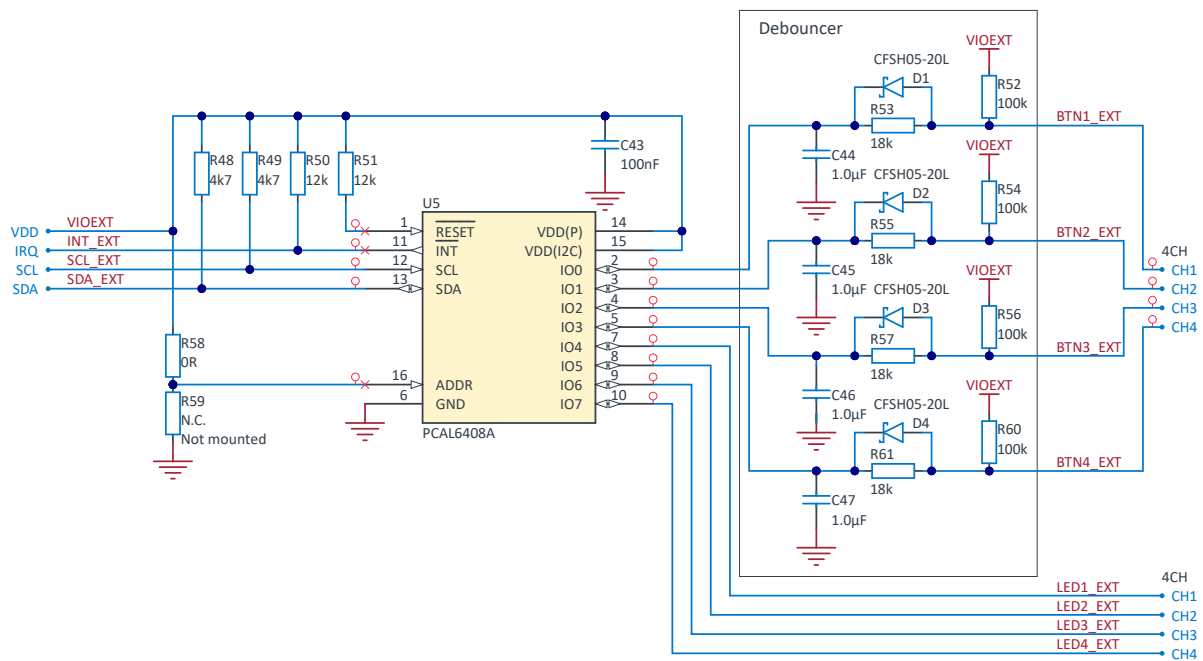 Debouncer
VIOEXT
CFSH05-20L
D1
R52
100k
R53
18k
BTN1_EXT
C44
1.0µF
VIOEXT
CFSH05-20L
D2
R54
100k
R55
18k
BTN2_EXT
C45
1.0µF
VIOEXT
CFSH05-20L
D3
R56
100k
R57
18k
BTN3_EXT
C46
1.0µF
VIOEXT
CFSH05-20L
D4
R60
100k
R61
18k
BTN4_EXT
C47
1.0µF
4CH
CH1
CH2
CH3
CH4
R48
4k7
R49
4k7
R50
12k
R51
12k
C43
100nF
VDD
VIOEXT
IRQ
INT_EXT
SCL
SCL_EXT
SDA
SDA_EXT
R58
0R
R59
N.C.
Not mounted
U5
1 RESET
11 INT
12 SCL
13 SDA
16 ADDR
6 GND
VDD(P) 14
VDD(I2C) 15
IO0 2
IO1 3
IO2 4
IO3 5
IO4 7
IO5 8
IO6 9
IO7 10
PCAL6408A
4CH
LED1_EXT CH1
LED2_EXT CH2
LED3_EXT CH3
LED4_EXT CH4